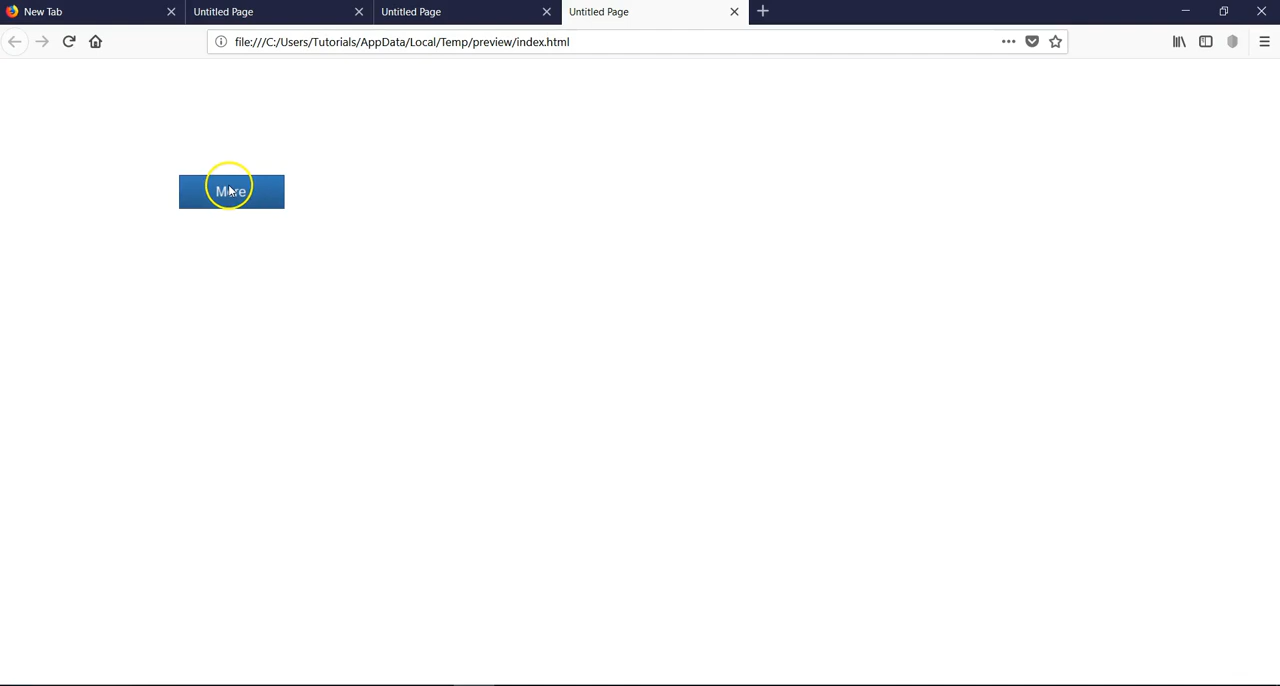 New Tab
Untitled Page
Untitled Page
Untitled Page
file:///C:/Users/Tutorials/AppData/Local/Temp/preview/index.html
More